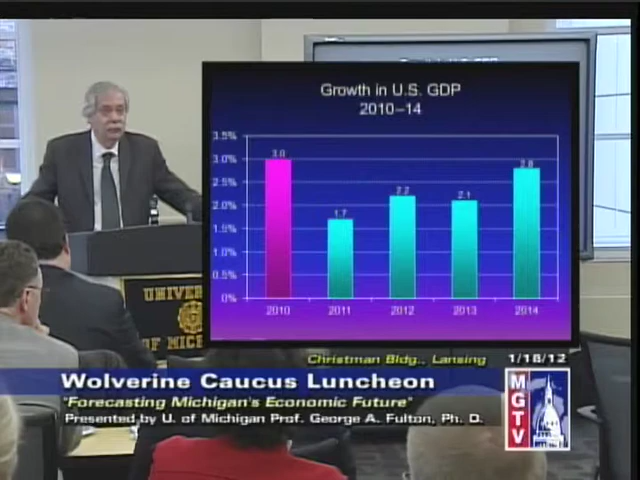 Growth in U.S. GDP
2010–14
3.5%
3.0%
2.5%
2.0%
1.5%
1.0%
0.5%
0%
3.0
1.7
2.2
2.1
2.8
2010 2011 2012 2013 2014
UNIVER
OF MICH
Christman Bldg., Lansing 1/18/12
Wolverine Caucus Luncheon
"Forecasting Michigan's Economic Future"
Presented by U. of Michigan Prof. George A. Fulton, Ph. D.
MGTV